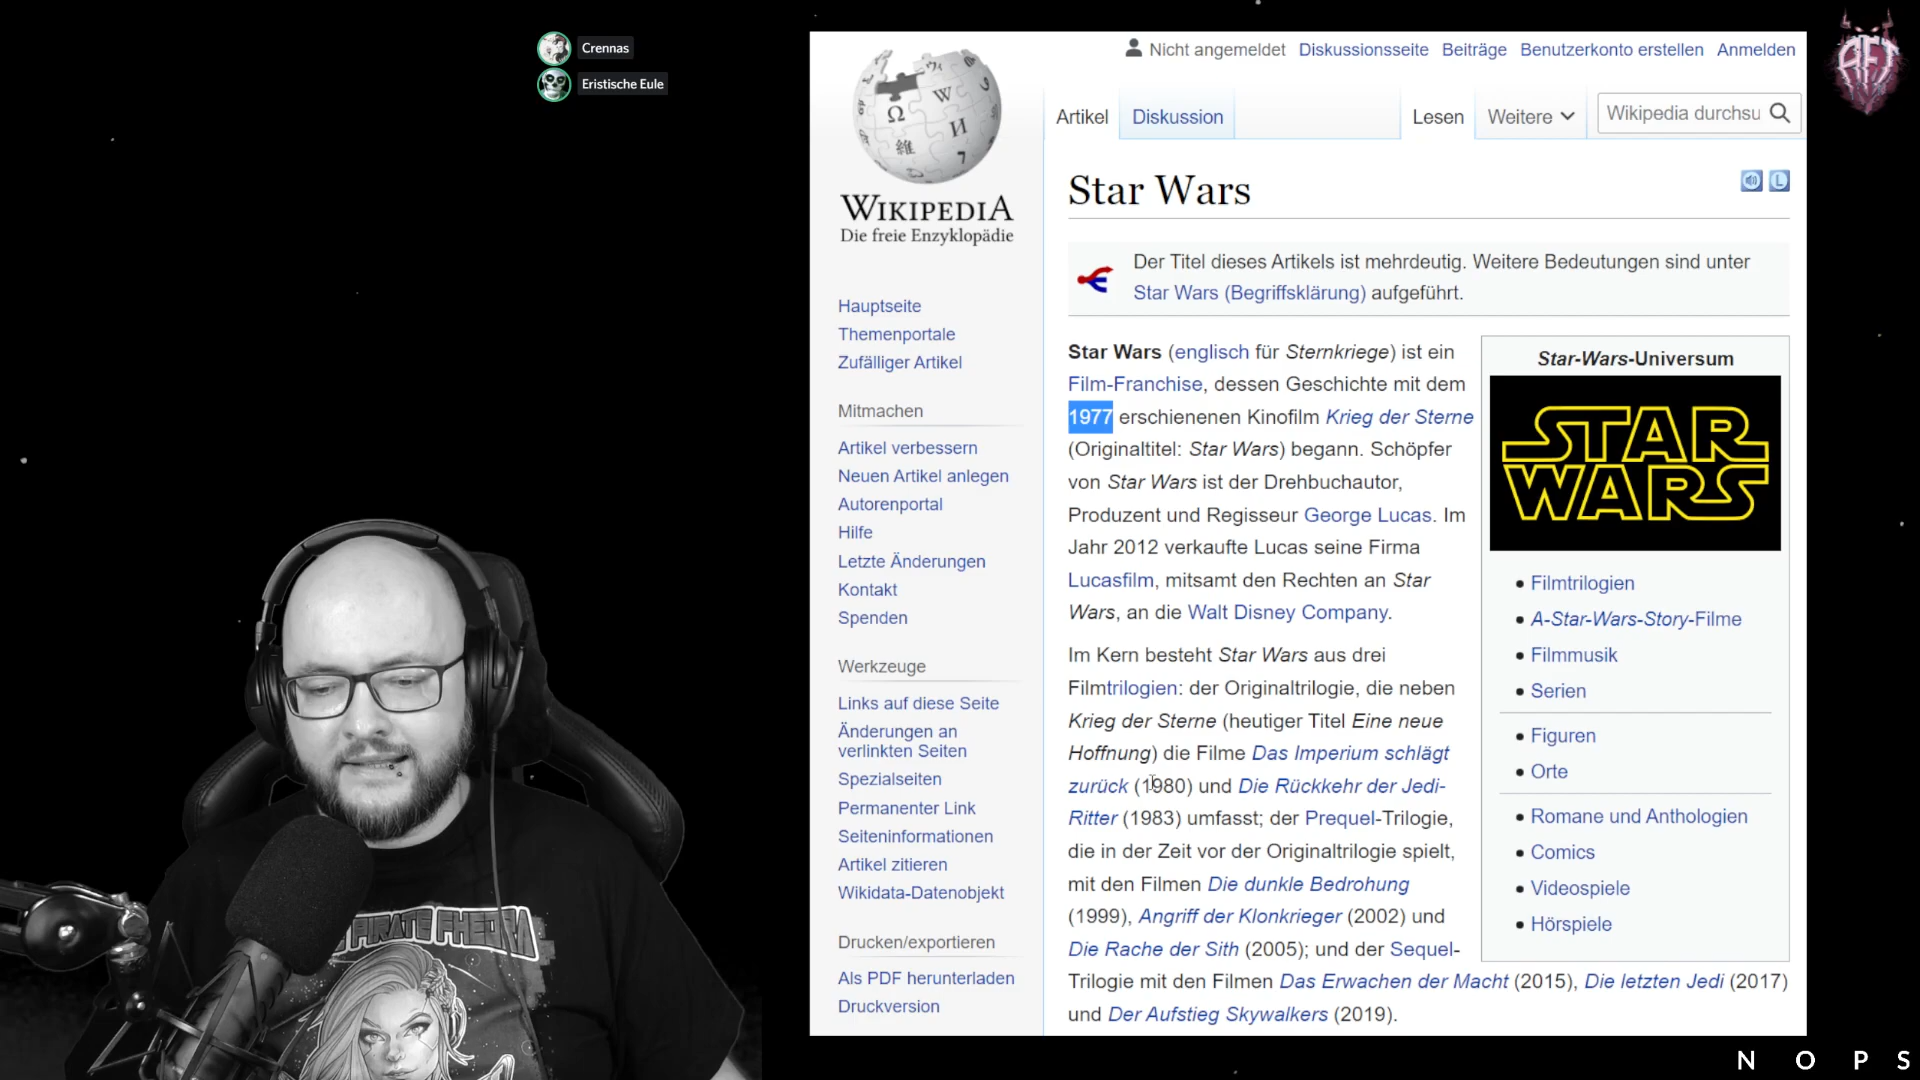 Crennas
Eristische Eule
WIKIPEDIA
Die freie Enzyklopädie
Hauptseite
Themenportale
Zufälliger Artikel
Mitmachen
Artikel verbessern
Neuen Artikel anlegen
Autorenportal
Hilfe
Letzte Änderungen
Kontakt
Spenden
Werkzeuge
Links auf diese Seite
Änderungen an
verlinkten Seiten
Spezialseiten
Permanenter Link
Seiteninformationen
Artikel zitieren
Wikidata-Datenobjekt
Drucken/exportieren
Als PDF herunterladen
Druckversion
Nicht angemeldet Diskussionsseite Beiträge Benutzerkonto erstellen Anmelden
Artikel Diskussion Lesen Weitere Wikipedia durchsu
Star Wars
Der Titel dieses Artikels ist mehrdeutig. Weitere Bedeutungen sind unter
Star Wars (Begriffsklärung) aufgeführt.
Star Wars (englisch für Sternkriege) ist ein
Film-Franchise, dessen Geschichte mit dem
1977 erschienenen Kinofilm Krieg der Sterne
(Originaltitel: Star Wars) begann. Schöpfer
von Star Wars ist der Drehbuchautor,
Produzent und Regisseur George Lucas. Im
Jahr 2012 verkaufte Lucas seine Firma
Lucasfilm, mitsamt den Rechten an Star
Wars, an die Walt Disney Company.
Im Kern besteht Star Wars aus drei
Filmtrilogien: der Originaltrilogie, die neben
Krieg der Sterne (heutiger Titel Eine neue
Hoffnung) die Filme Das Imperium schlägt
zurück (1980) und Die Rückkehr der Jedi-
Ritter (1983) umfasst; der Prequel-Trilogie,
die in der Zeit vor der Originaltrilogie spielt,
mit den Filmen Die dunkle Bedrohung
(1999), Angriff der Klonkrieger (2002) und
Die Rache der Sith (2005); und der Sequel-
Trilogie mit den Filmen Das Erwachen der Macht (2015), Die letzten Jedi (2017)
und Der Aufstieg Skywalkers (2019).
Star-Wars-Universum
STAR
WARS
Filmtrilogien
A-Star-Wars-Story-Filme
Filmmusik
Serien
Figuren
Orte
Romane und Anthologien
Comics
Videospiele
Hörspiele
AFT
PIRATE PHEDRA
NOPS